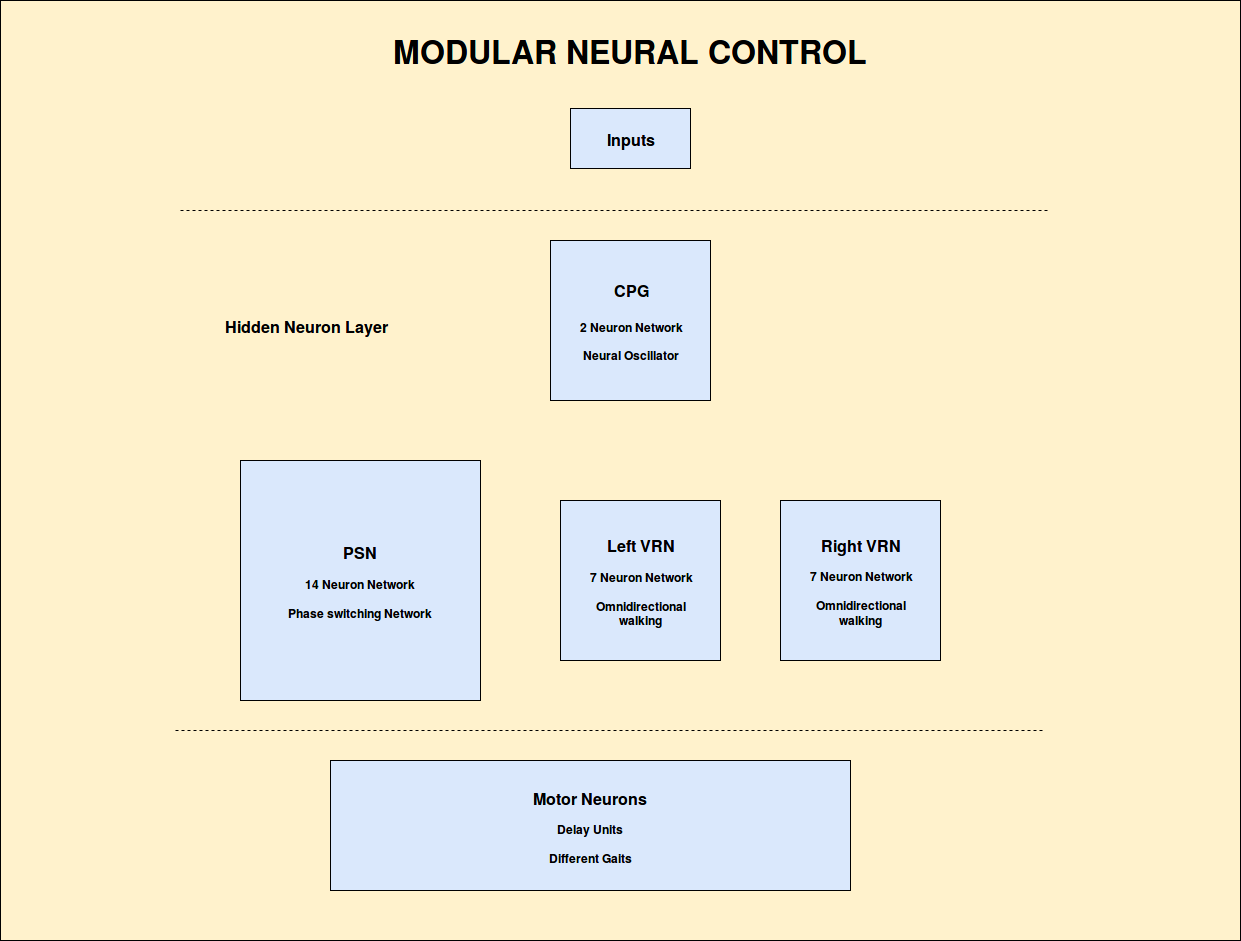 MODULAR NEURAL CONTROL
Inputs
CPG
2 Neuron Network
Neural Oscillator
Hidden Neuron Layer
PSN
14 Neuron Network
Phase switching Network
Left VRN
7 Neuron Network
Omnidirectional
walking
Right VRN
7 Neuron Network
Omnidirectional
walking
Motor Neurons
Delay Units
Different Gaits